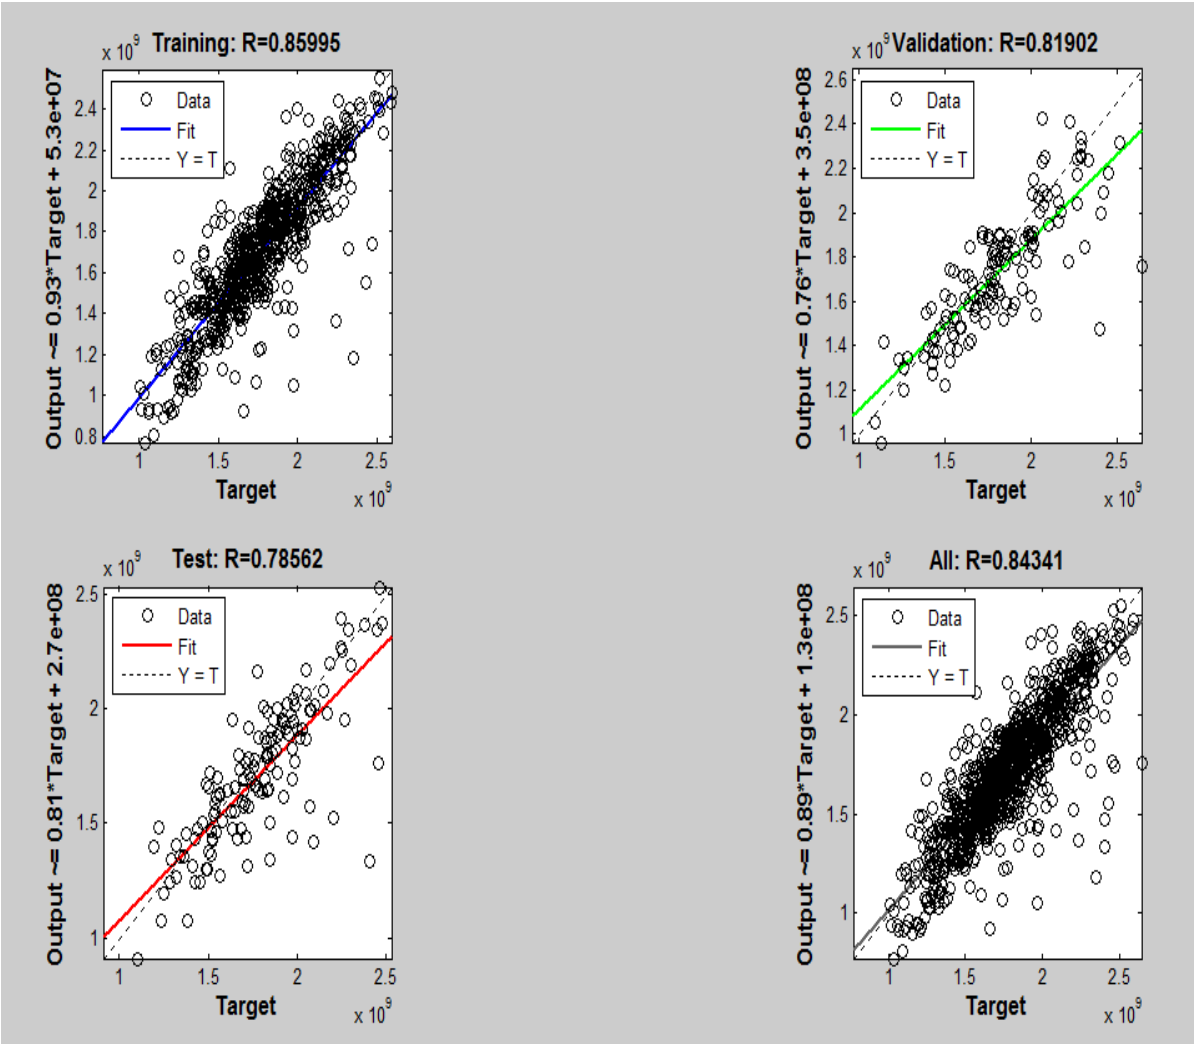 x 10^9 Training: R=0.85995
Output ~= 0.93*Target + 5.3e+07
Data
Fit
Y = T
2.4
2.2
2
1.8
1.6
1.4
1.2
1
0.8
1 1.5 2 2.5
Target
x 10^9
x 10^9 Validation: R=0.81902
Output ~= 0.76*Target + 3.5e+08
Data
Fit
Y = T
2.6
2.4
2.2
2
1.8
1.6
1.4
1.2
1
1 1.5 2 2.5
Target
x 10^9
Test: R=0.78562
x 10^9
Output ~= 0.81*Target + 2.7e+08
Data
Fit
Y = T
2.5
2
1.5
1
1 1.5 2 2.5
Target
x 10^9
All: R=0.84341
x 10^9
Output ~= 0.89*Target + 1.3e+08
Data
Fit
Y = T
2.5
2
1.5
1
1 1.5 2 2.5
Target
x 10^9